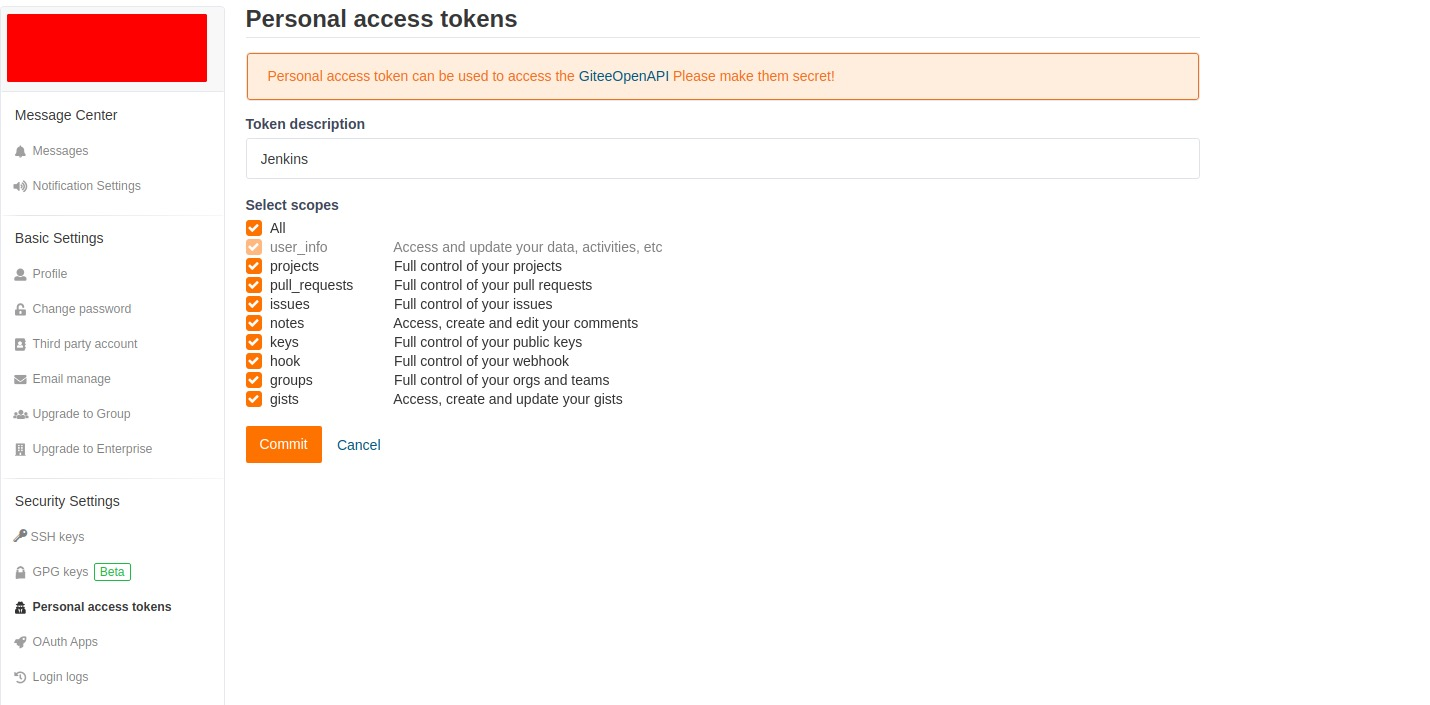 Personal access tokens
Personal access token can be used to access the GiteeOpenAPI Please make them secret!
Token description
Jenkins
Select scopes
All
user_info Access and update your data, activities, etc
projects Full control of your projects
pull_requests Full control of your pull requests
issues Full control of your issues
notes Access, create and edit your comments
keys Full control of your public keys
hook Full control of your webhook
groups Full control of your orgs and teams
gists Access, create and update your gists
Commit Cancel
Message Center
Messages
Notification Settings
Basic Settings
Profile
Change password
Third party account
Email manage
Upgrade to Group
Upgrade to Enterprise
Security Settings
SSH keys
GPG keys Beta
Personal access tokens
OAuth Apps
Login logs